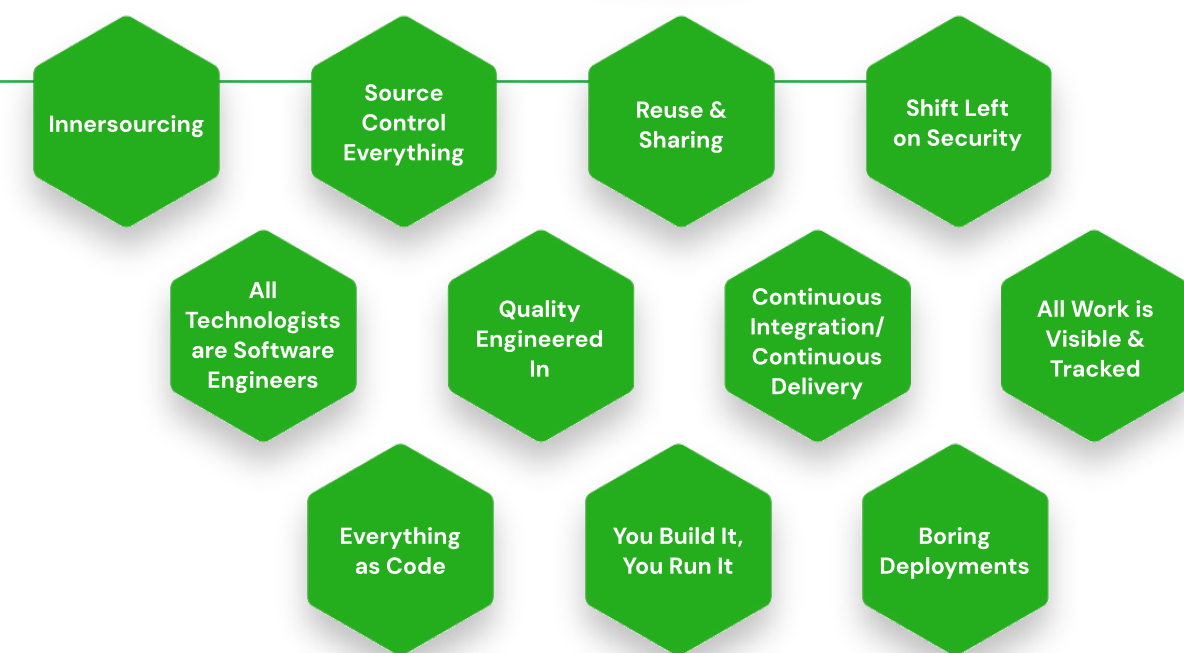 Innersourcing
Source
Control
Everything
Reuse &
Sharing
Shift Left
on Security
All
Technologists
are Software
Engineers
Quality
Engineered
In
Continuous
Integration/
Continuous
Delivery
All Work is
Visible &
Tracked
Everything
as Code
You Build It,
You Run It
Boring
Deployments